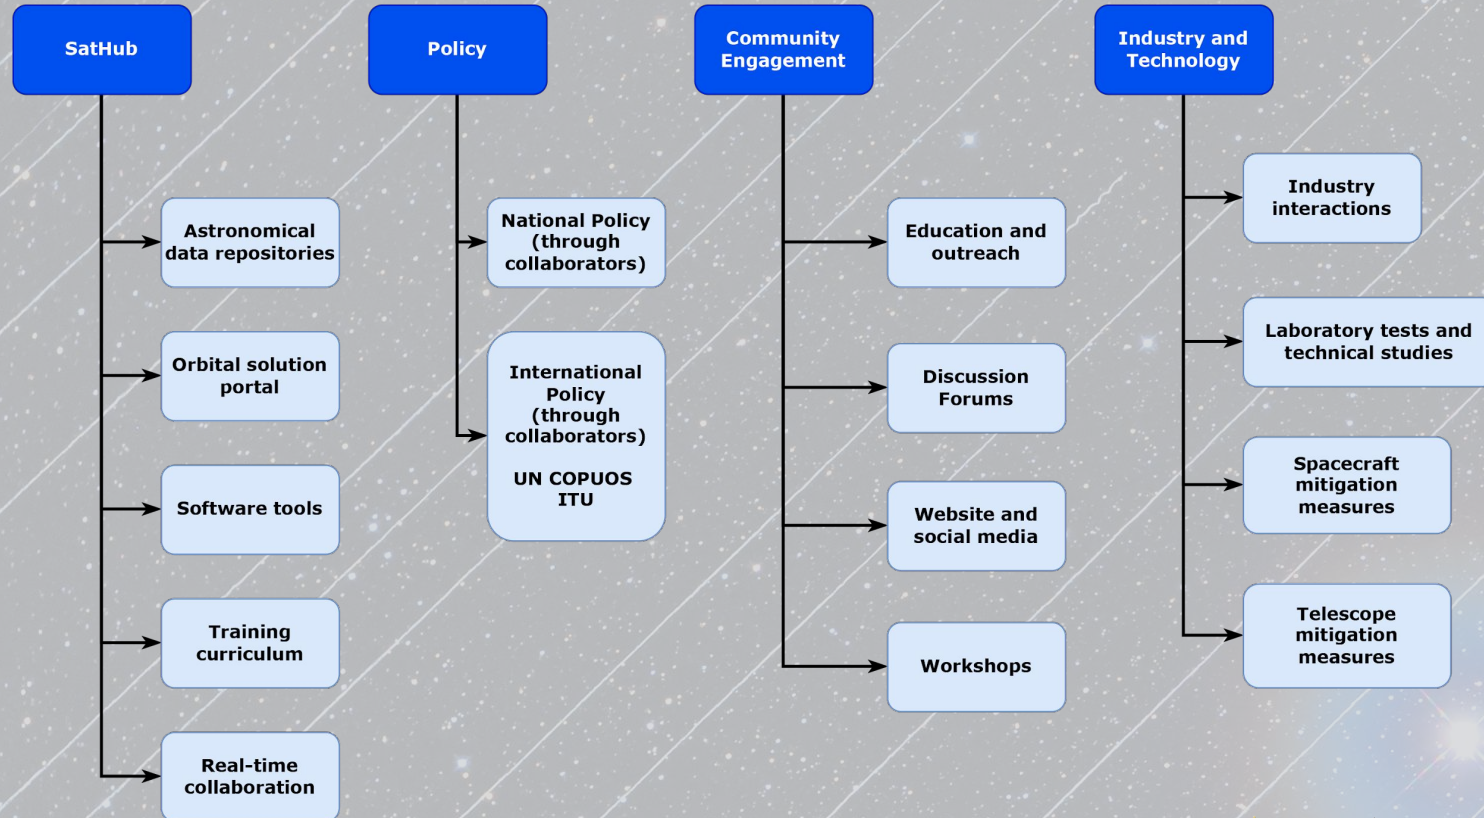 SatHub
Astronomical
data repositories
Orbital solution
portal
Software tools
Training
curriculum
Real-time
collaboration
Policy
National Policy
(through
collaborators)
International
Policy
(through
collaborators)
UN COPUOS
ITU
Community
Engagement
Education and
outreach
Discussion
Forums
Website and
social media
Workshops
Industry and
Technology
Industry
interactions
Laboratory tests and
technical studies
Spacecraft
mitigation
measures
Telescope
mitigation
measures